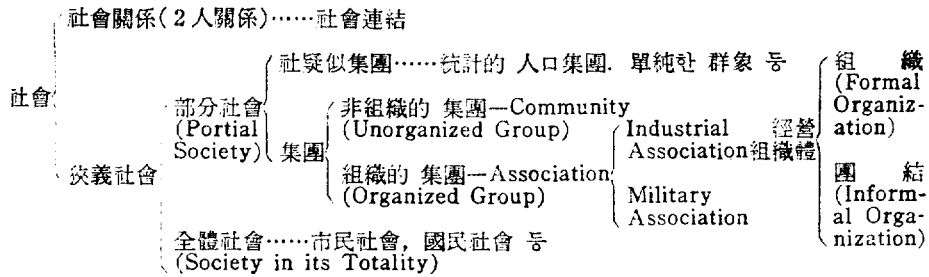 社會關係(2人關係)……社會連結
社會
狹義社會
部分社會
(Portial
Society)
社疑似集團……統計的 人口集團. 單純한 群象 등
集團
非組織的 集團—Community
(Unorganized Group)
組織的 集團—Association
(Organized Group)
Industrial 經營
Association組織體
Military
Association
組 織
(Formal
Organiz-
ation)
團 結
(Inform-
al Orga-
nization)
全體社會……市民社會, 國民社會 등
(Society in its Totality)